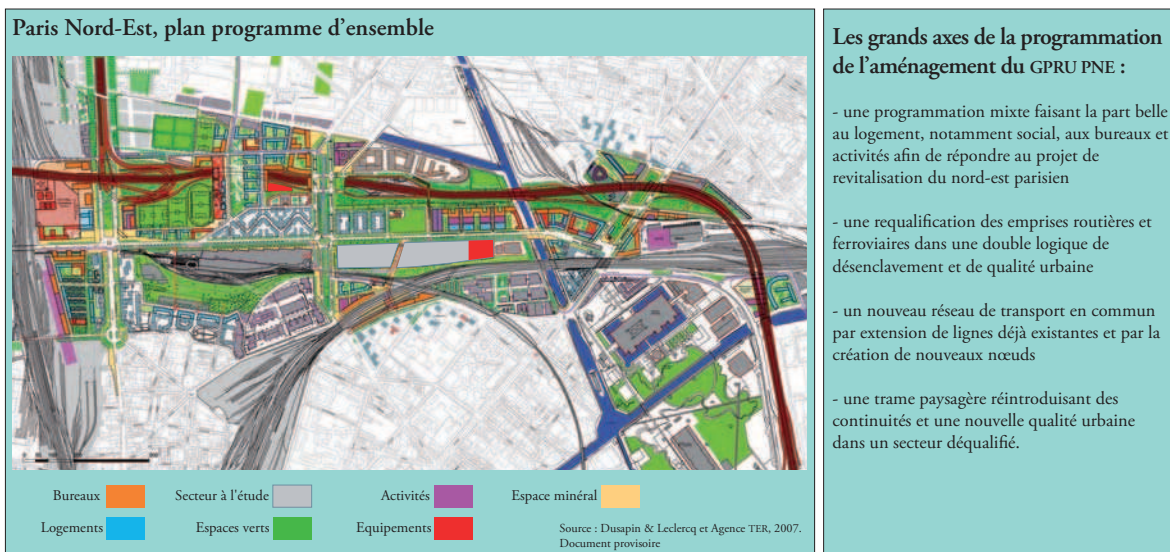 Paris Nord-Est, plan programme d’ensemble
Bureaux
Secteur à l'étude
Activités
Espace minéral
Logements
Espaces verts
Equipements
Source : Dusapin & Leclercq et Agence TER, 2007.
Document provisoire
Les grands axes de la programmation
de l’aménagement du GPRU PNE :
- une programmation mixte faisant la part belle
au logement, notamment social, aux bureaux et
activités afin de répondre au projet de
revitalisation du nord-est parisien
- une requalification des emprises routières et
ferroviaires dans une double logique de
désenclavement et de qualité urbaine
- un nouveau réseau de transport en commun
par extension de lignes déjà existantes et par la
création de nouveaux nœuds
- une trame paysagère réintroduisant des
continuités et une nouvelle qualité urbaine
dans un secteur déqualifié.